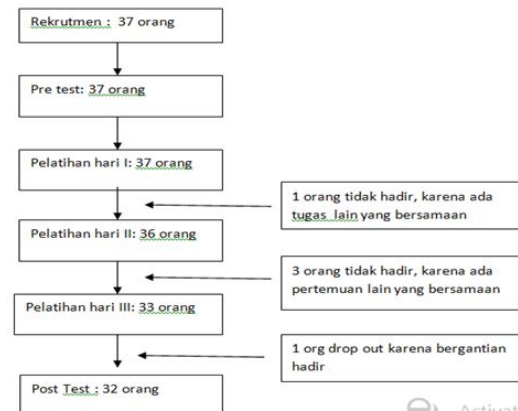 Rekrutmen : 37 orang
Pre test: 37 orang
Pelatihan hari I: 37 orang
1 orang tidak hadir, karena ada
tugas lain yang bersamaan
Pelatihan hari II: 36 orang
3 orang tidak hadir, karena ada
pertemuan lain yang bersamaan
Pelatihan hari III: 33 orang
1 org drop out karena bergantian
hadir
Post Test : 32 orang